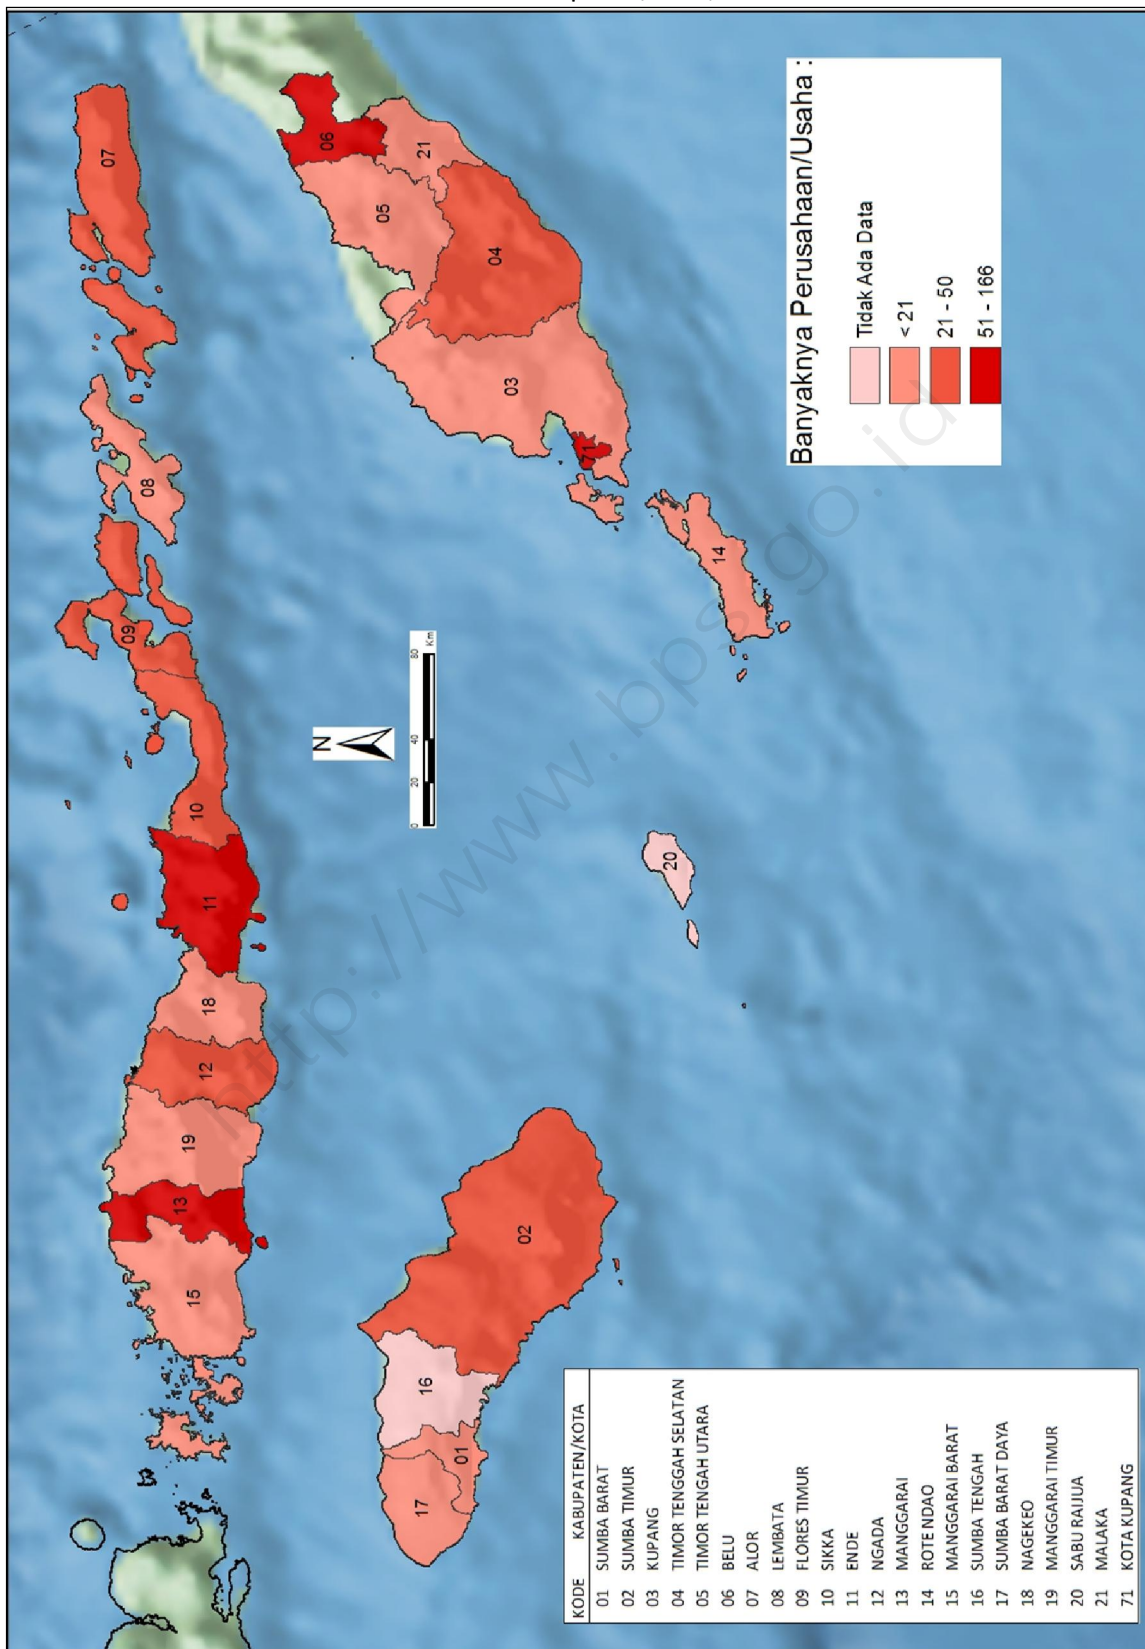 07
06
21
05
04
08
03
09
71
14
10
11
18
12
19
13
15
20
02
16
01
17
N
0 20 40 80
Km
Banyaknya Perusahaan/Usaha :
Tidak Ada Data
< 21
21 - 50
51 - 166
KODE KABUPATEN/KOTA
01 SUMBA BARAT
02 SUMBA TIMUR
03 KUPANG
04 TIMOR TENGGAH SELATAN
05 TIMOR TENGAH UTARA
06 BELU
07 ALOR
08 LEMBATA
09 FLORES TIMUR
10 SIKKA
11 ENDE
12 NGADA
13 MANGGARAI
14 ROTE NDAO
15 MANGGARAI BARAT
16 SUMBA TENGAH
17 SUMBA BARAT DAYA
18 NAGEKEO
19 MANGGARAI TIMUR
20 SABU RAIJUA
21 MALAKA
71 KOTA KUPANG
http://www.bps.go.id